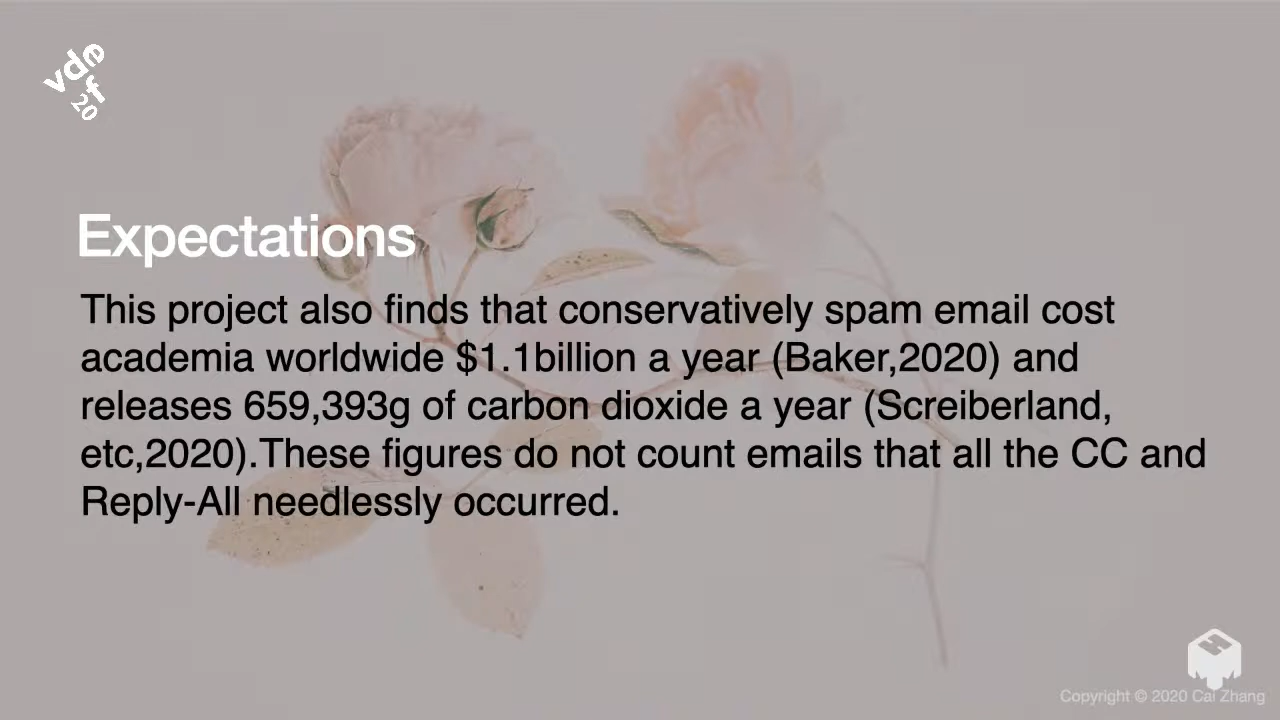 vdef
20
Expectations
This project also finds that conservatively spam email cost
academia worldwide $1.1billion a year (Baker,2020) and
releases 659,393g of carbon dioxide a year (Screiberland,
etc,2020).These figures do not count emails that all the CC and
Reply-All needlessly occurred.
Copyright © 2020 Cai Zhang